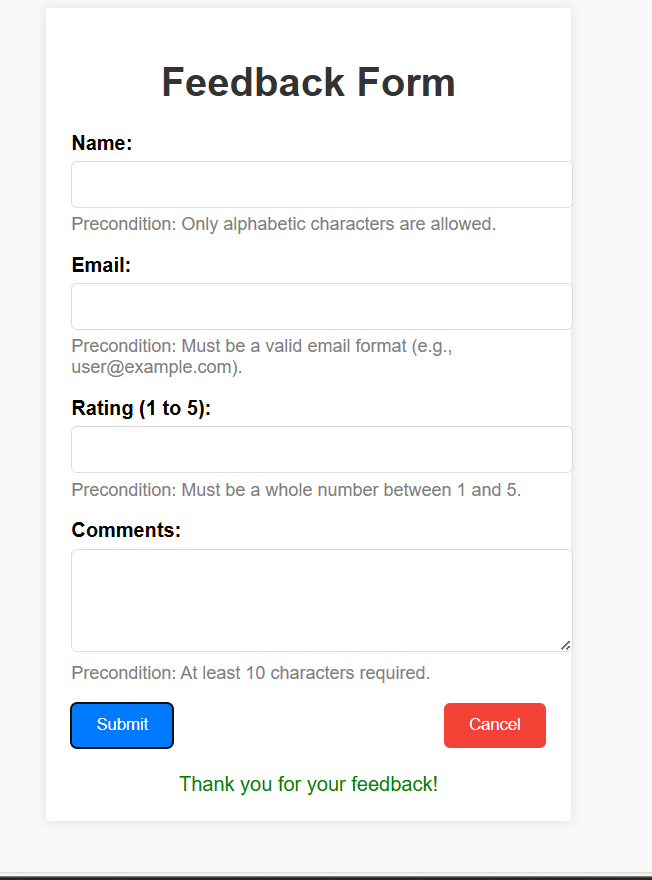 Feedback Form
Name:
Precondition: Only alphabetic characters are allowed.
Email:
Precondition: Must be a valid email format (e.g.,
user@example.com).
Rating (1 to 5):
Precondition: Must be a whole number between 1 and 5.
Comments:
Precondition: At least 10 characters required.
Submit
Cancel
Thank you for your feedback!